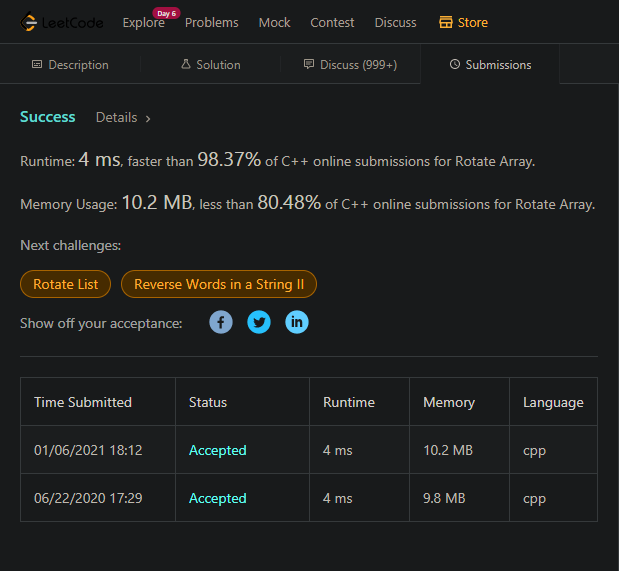 LeetCode Explore Day 6 Problems Mock Contest Discuss Store
Description Solution Discuss (999+) Submissions
Success Details >
Runtime: 4 ms, faster than 98.37% of C++ online submissions for Rotate Array.
Memory Usage: 10.2 MB, less than 80.48% of C++ online submissions for Rotate Array.
Next challenges:
Rotate List Reverse Words in a String II
Show off your acceptance:
Time Submitted Status Runtime Memory Language
01/06/2021 18:12 Accepted 4 ms 10.2 MB cpp
06/22/2020 17:29 Accepted 4 ms 9.8 MB cpp